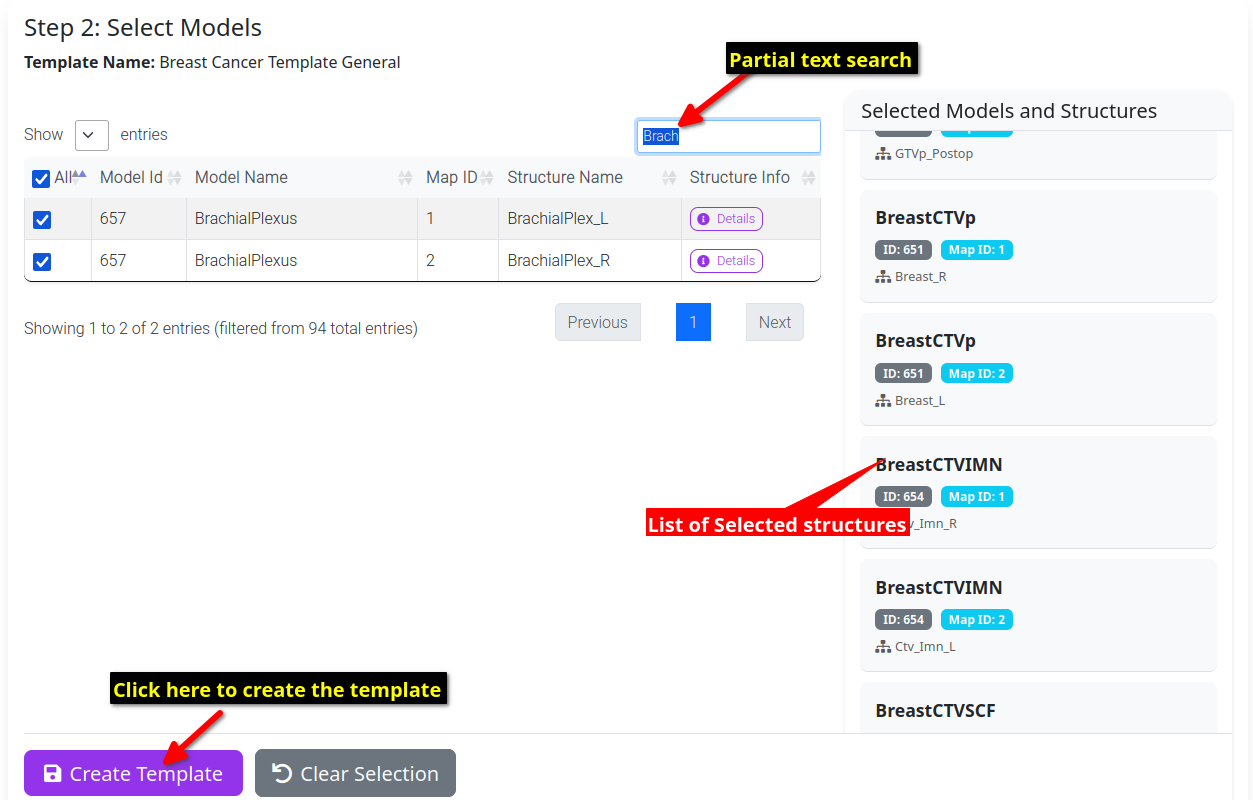 Step 2: Select Models
Template Name: Breast Cancer Template General
Partial text search
Selected Models and Structures
Show entries
Brach
All Model Id Model Name Map ID Structure Name Structure Info
657 BrachialPlexus 1 BrachialPlex_L Details
657 BrachialPlexus 2 BrachialPlex_R Details
Showing 1 to 2 of 2 entries (filtered from 94 total entries)
Previous 1 Next
GTVp_Postop
BreastCTVp
ID: 651 Map ID: 1
Breast_R
BreastCTVp
ID: 651 Map ID: 2
Breast_L
BreastCTVIMN
ID: 654 Map ID: 1
List of Selected structures
v_Imn_R
BreastCTVIMN
ID: 654 Map ID: 2
Ctv_Imn_L
BreastCTVSCF
Click here to create the template
Create Template
Clear Selection